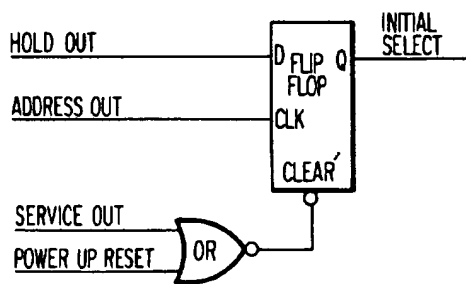 HOLD OUT
D FLIP Q
FLOP
INITIAL
SELECT
ADDRESS OUT
CLK
CLEAR'
SERVICE OUT
OR
POWER UP RESET